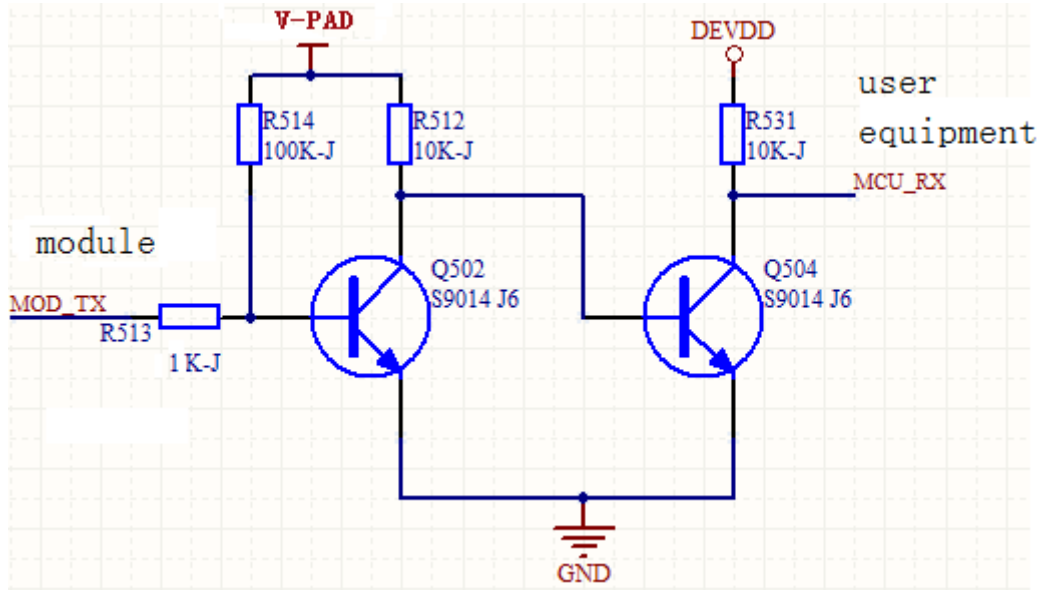 V-PAD
DEVDD
user
equipment
R514
100K-J
R512
10K-J
R531
10K-J
MCU_RX
module
MOD_TX
R513
1K-J
Q502
S9014 J6
Q504
S9014 J6
GND